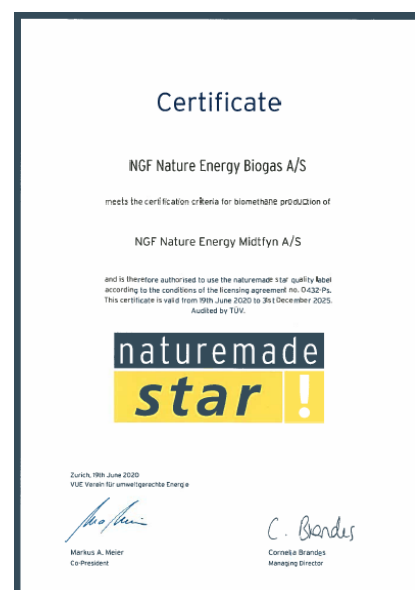 Certificate
NGF Nature Energy Biogas A/S
meets the certification criteria for biomethane production of
NGF Nature Energy Midtfyn A/S
and is therefore authorised to use the naturemade star quality label
according to the conditions of the licensing agreement no. 0432-Ps.
This certificate is valid from 19th June 2020 to 31st December 2025.
Audited by TÜV.
naturemade
star!
Zurich, 19th June 2020
VUE Verein für umweltgerechte Energie
C. Brandes
Markus A. Meier
Cornelia Brandes
Co-President
Managing Director